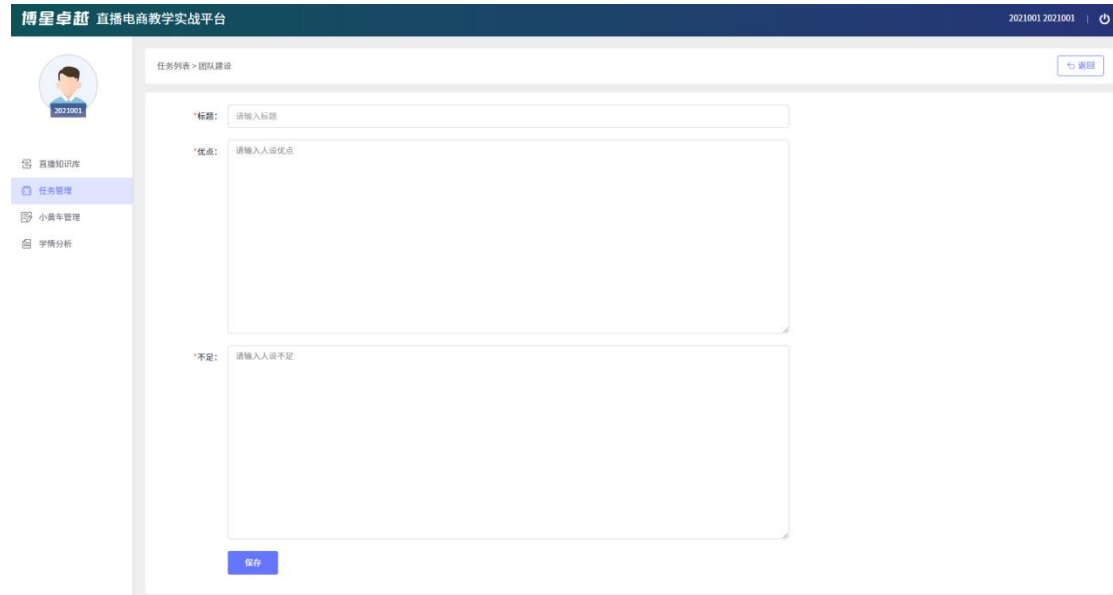 博星卓越 直播电商教学实战平台
2021001 2021001 |
2021001
任务列表 > 团队建设
返回
直播知识库
任务管理
小黄车管理
学情分析
*标题： 请输入标题
*优点： 请输入人设优点
*不足： 请输入人设不足
保存